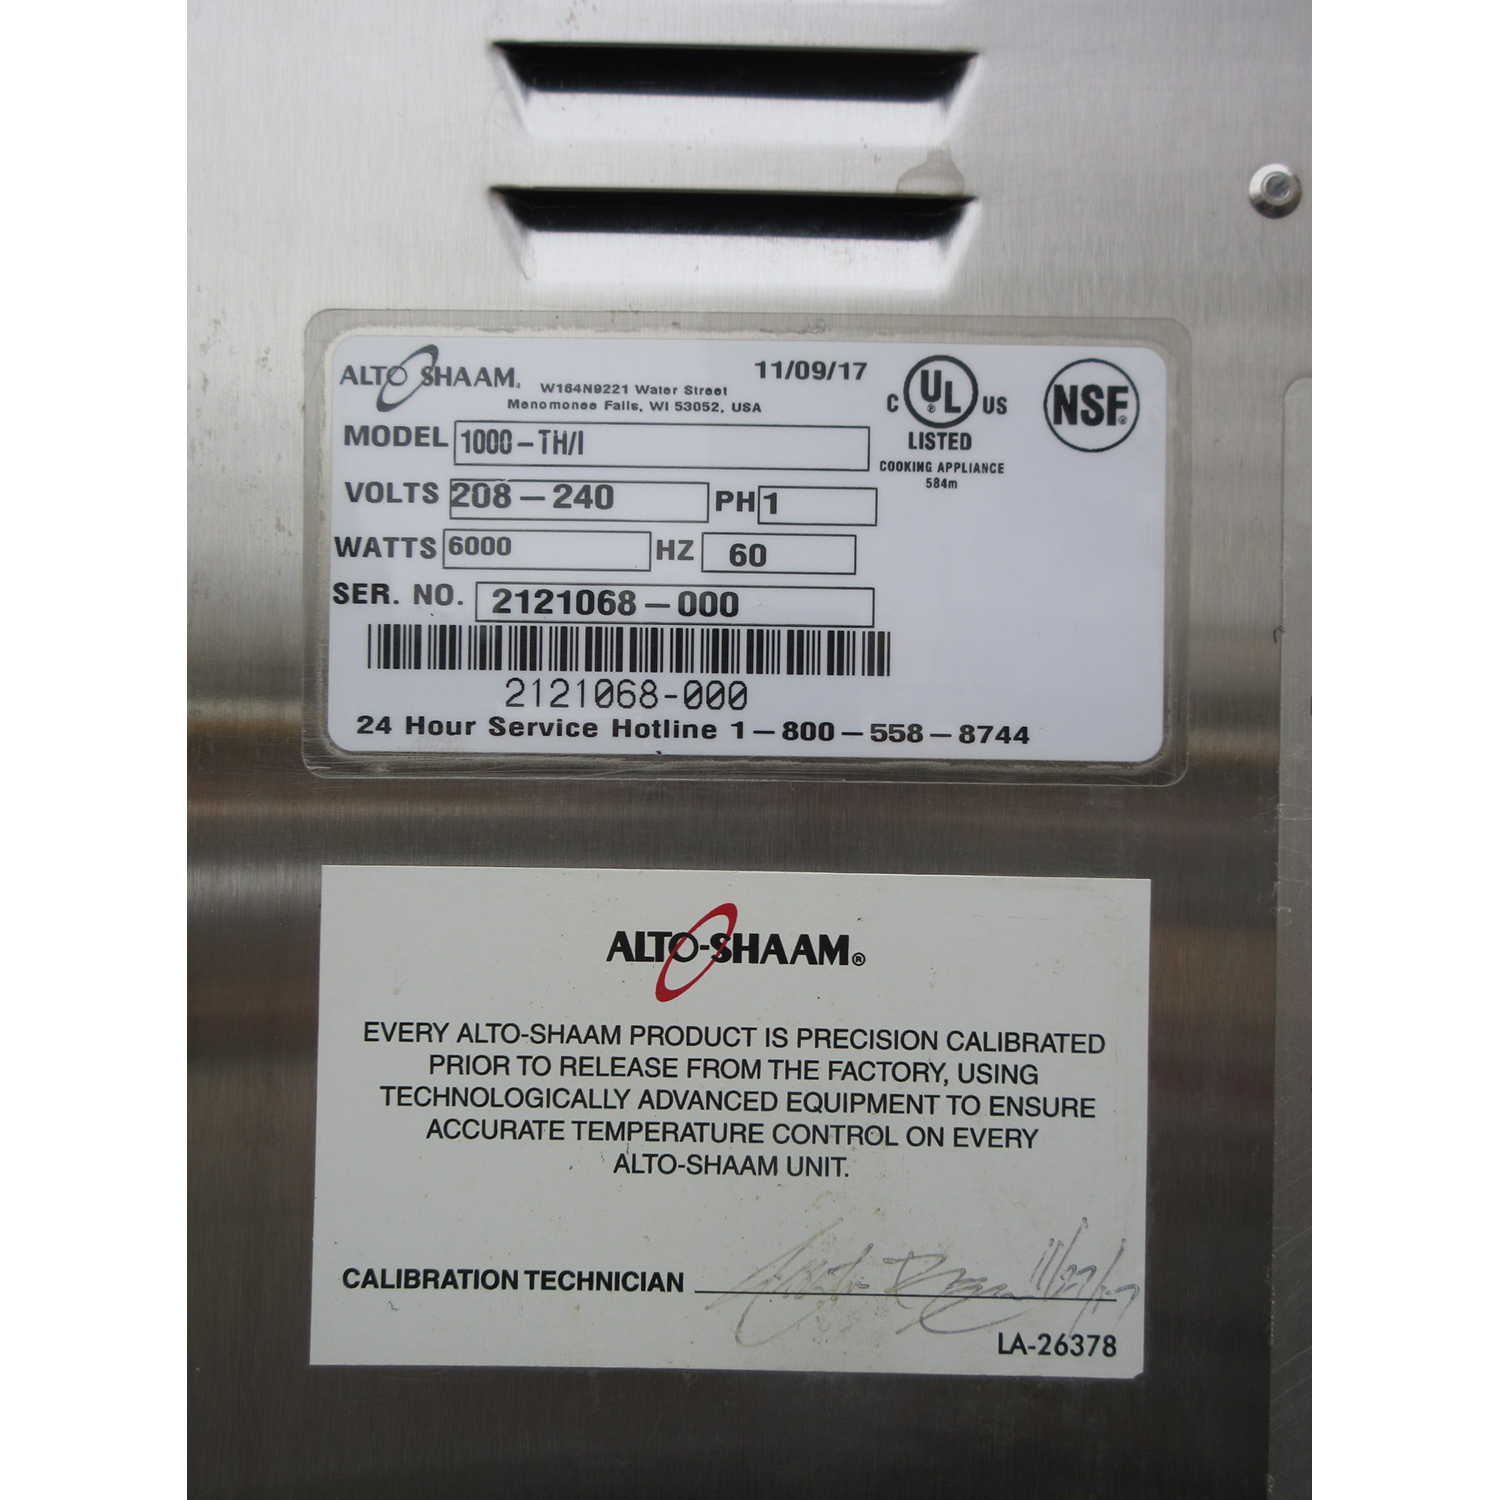 ALTO SHAAM. 11/09/17
W164N9221 Water Street
Menomonee Falls, WI 53052, USA
C UL ® US
LISTED
COOKING APPLIANCE
584m
NSF®
MODEL 1000-TH/I
VOLTS 208-240 PH 1
WATTS 6000 HZ 60
SER. NO. 2121068-000
2121068-000
24 Hour Service Hotline 1-800-558-8744
ALTO-SHAAM®
EVERY ALTO-SHAAM PRODUCT IS PRECISION CALIBRATED
PRIOR TO RELEASE FROM THE FACTORY, USING
TECHNOLOGICALLY ADVANCED EQUIPMENT TO ENSURE
ACCURATE TEMPERATURE CONTROL ON EVERY
ALTO-SHAAM UNIT.
CALIBRATION TECHNICIAN
LA-26378